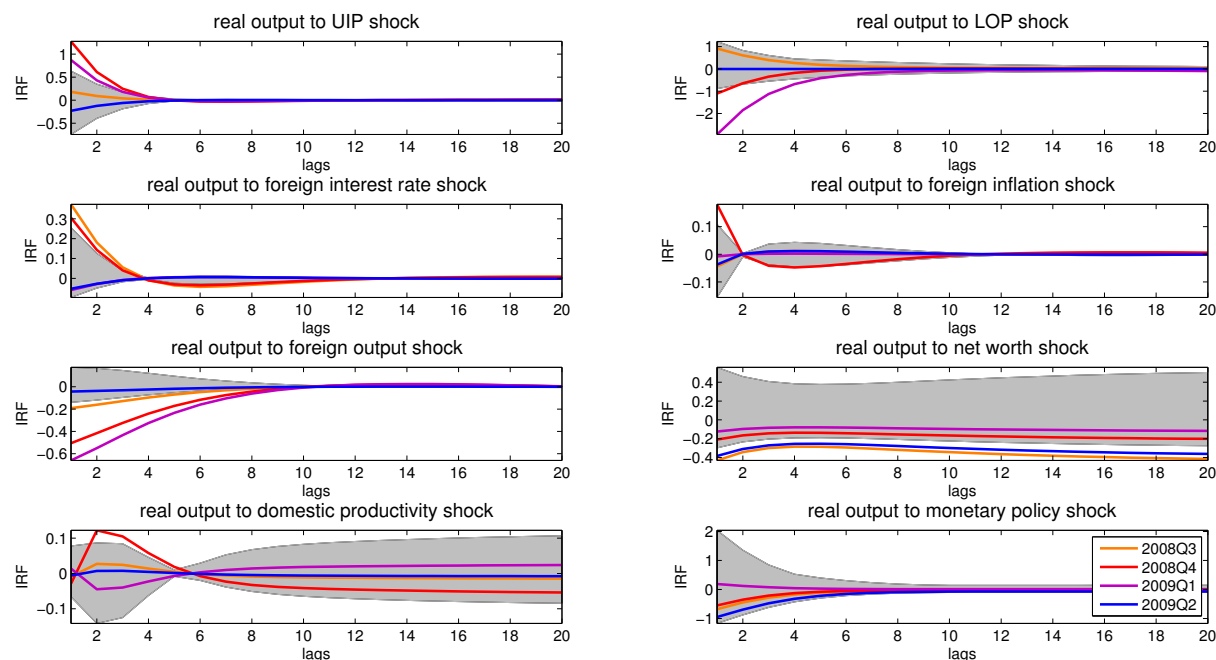 real output to UIP shock
IRF
1
0.5
0
−0.5
2 4 6 8 10 12 14 16 18 20
lags
real output to LOP shock
IRF
1
0
−1
−2
2 4 6 8 10 12 14 16 18 20
lags
real output to foreign interest rate shock
IRF
0.3
0.2
0.1
0
2 4 6 8 10 12 14 16 18 20
lags
real output to foreign inflation shock
IRF
0.1
0
−0.1
2 4 6 8 10 12 14 16 18 20
lags
real output to foreign output shock
IRF
0
−0.2
−0.4
−0.6
2 4 6 8 10 12 14 16 18 20
lags
real output to net worth shock
IRF
0.4
0.2
0
−0.2
−0.4
2 4 6 8 10 12 14 16 18 20
lags
real output to domestic productivity shock
IRF
0.1
0
−0.1
2 4 6 8 10 12 14 16 18 20
lags
real output to monetary policy shock
IRF
2
1
0
−1
2 4 6 8 10 12 14 16 18 20
lags
2008Q3
2008Q4
2009Q1
2009Q2